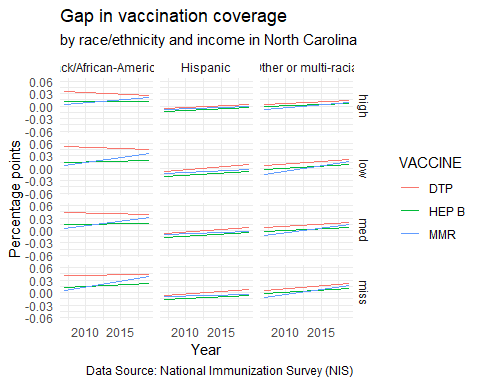 Gap in vaccination coverage
by race/ethnicity and income in North Carolina
ck/African-Americ Hispanic Other or multi-racia
0.06
0.03
0.00
-0.03
-0.06
high
0.06
0.03
0.00
-0.03
-0.06
low
0.06
0.03
0.00
-0.03
-0.06
med
0.06
0.03
0.00
-0.03
-0.06
miss
Percentage points
2010 2015 2010 2015 2010 2015
Year
VACCINE
DTP
HEP B
MMR
Data Source: National Immunization Survey (NIS)